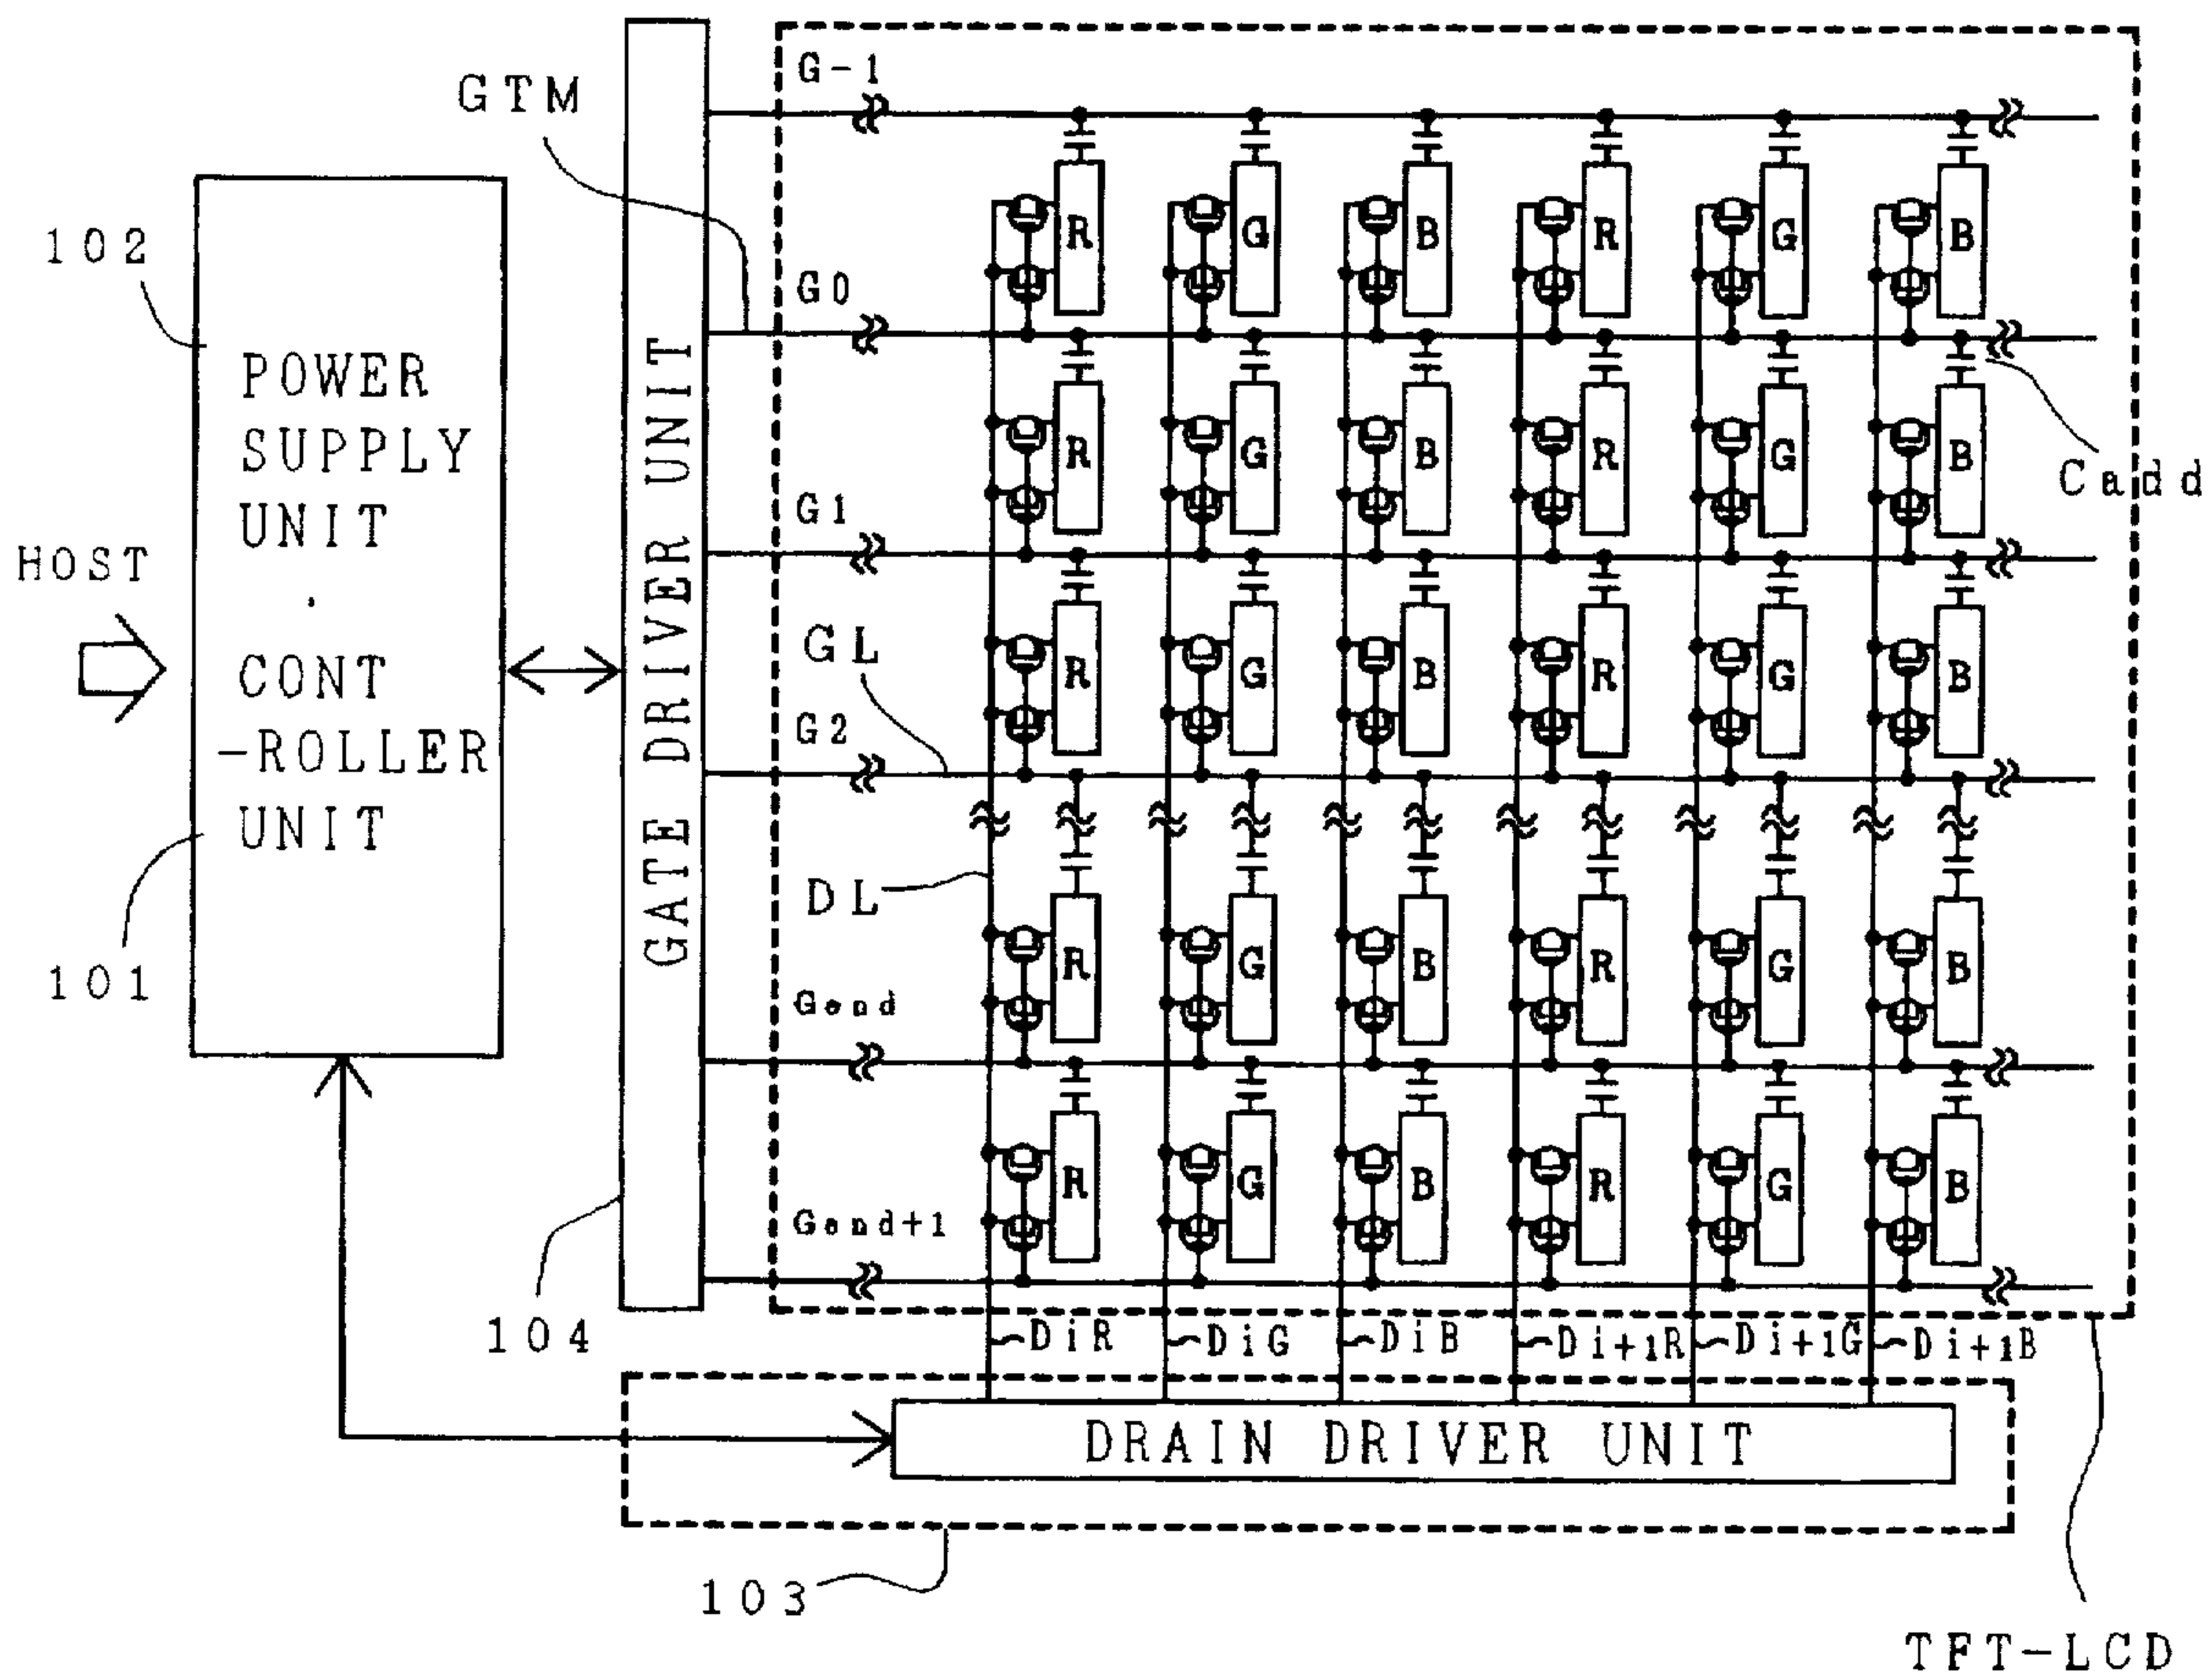 G-1
GTM
R G B R G B
102
G0
POWER
SUPPLY
UNIT
.
CONT
-ROLLER
UNIT
GATE DRIVER UNIT
R G B R G B
Cadd
G1
HOST
R G B R G B
GL
G2
DL
R G B R G B
101
Gend
R G B R G B
Gend+1
104
DiR DiG DiB Di+1R Di+1G Di+1B
DRAIN DRIVER UNIT
103
TFT-LCD